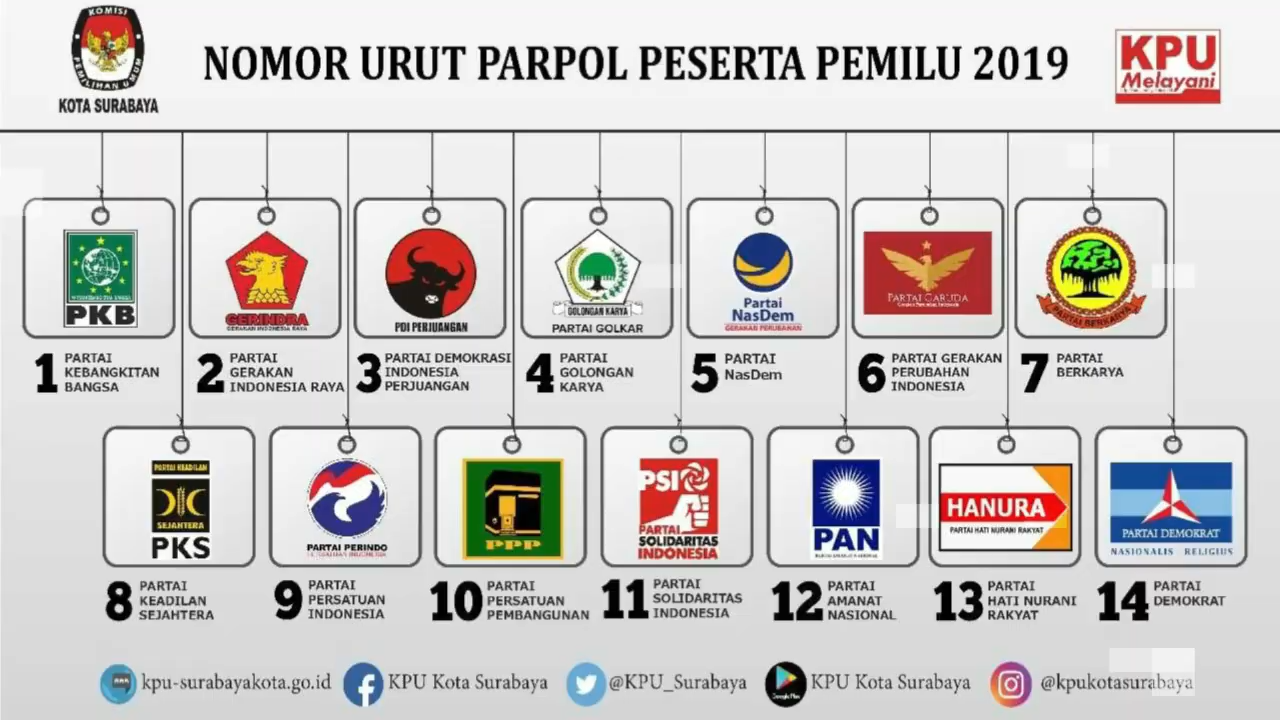 KOMISI
PEMILIHAN UMUM
KOTA SURABAYA
NOMOR URUT PARPOL PESERTA PEMILU 2019
KPU
Melayani
PKB
GERINDRA
GERAKAN INDONESIA RAYA
PDI PERJUANGAN
GOLONGAN KARYA
PARTAI GOLKAR
Partai
NasDem
GERAKAN PERUBAHAN
PARTAI GARUDA
PARTAI BERKARYA
1 PARTAI
KEBANGKITAN
BANGSA
2 PARTAI
GERAKAN
INDONESIA RAYA
3 PARTAI DEMOKRASI
INDONESIA
PERJUANGAN
4 PARTAI
GOLONGAN
KARYA
5 PARTAI
NasDem
6 PARTAI GERAKAN
PERUBAHAN
INDONESIA
7 PARTAI
BERKARYA
PARTAI KEADILAN
SEJAHTERA
PKS
PARTAI PERINDO
PPP
PSI
PARTAI
SOLIDARITAS
INDONESIA
PAN
HANURA
PARTAI HATI NURANI RAKYAT
PARTAI DEMOKRAT
NASIONALIS RELIGIUS
8 PARTAI
KEADILAN
SEJAHTERA
9 PARTAI
PERSATUAN
INDONESIA
10 PARTAI
PERSATUAN
PEMBANGUNAN
11 PARTAI
SOLIDARITAS
INDONESIA
12 PARTAI
AMANAT
NASIONAL
13 PARTAI
HATI NURANI
RAKYAT
14 PARTAI
DEMOKRAT
kpu-surabayakota.go.id
KPU Kota Surabaya
@KPU_Surabaya
Google Play
KPU Kota Surabaya
@kpukotasurabaya